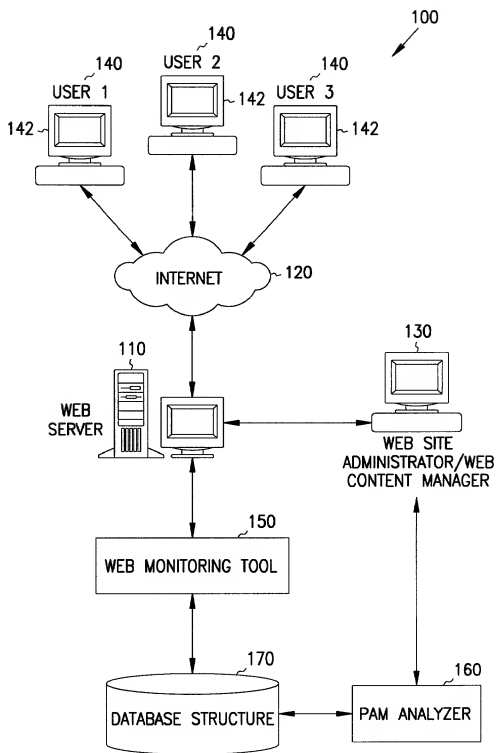 100
140
USER 1
140
USER 2
140
USER 3
142
142
142
INTERNET
120
110
WEB
SERVER
130
WEB SITE
ADMINISTRATOR/WEB
CONTENT MANAGER
150
WEB MONITORING TOOL
170
DATABASE STRUCTURE
160
PAM ANALYZER